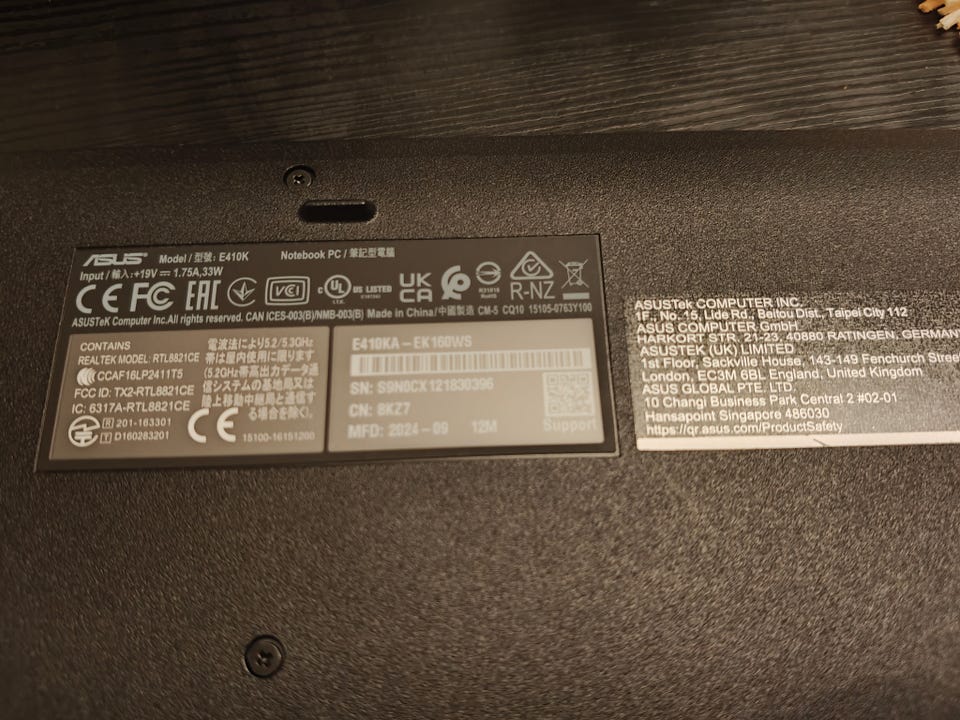 ASUS Model / 型號: E410K Notebook PC / 筆記型電腦
Input / 輸入: +19V 1.75A,33W
CE FC EAC VCI c UL US LISTED I.T.E. UK CA R-NZ
ASUSTeK Computer Inc.All rights reserved. CAN ICES-003(B)/NMB-003(B) Made in China/中國製造 CM-5 CQ10 15105-0763Y100
CONTAINS
REALTEK MODEL: RTL8821CE
CCAF16LP2411T5
FCC ID: TX2-RTL8821CE
IC: 6317A-RTL8821CE
R 201-163301
T D160283201
電波法により5.2/5.3GHz
帯は屋内使用に限ります
(5.2GHz帯高出力データ通
信システムの基地局又は
陸上移動中継局と通信す
る場合を除く).
CE 15100-16151200
E410KA-EK160WS
SN: S9N0CX121830396
CN: 8KZ7
MFD: 2024-09 12M
Support
ASUSTek COMPUTER INC.
1F., No. 15, Lide Rd., Beitou Dist., Taipei City 112
ASUS COMPUTER GmbH
HARKORT STR. 21-23, 40880 RATINGEN, GERMANY
ASUSTEK (UK) LIMITED
1st Floor, Sackville House, 143-149 Fenchurch Stree
London, EC3M 6BL England, United Kingdom
ASUS GLOBAL PTE. LTD.
10 Changi Business Park Central 2 #02-01
Hansapoint Singapore 486030
https://qr.asus.com/ProductSafety